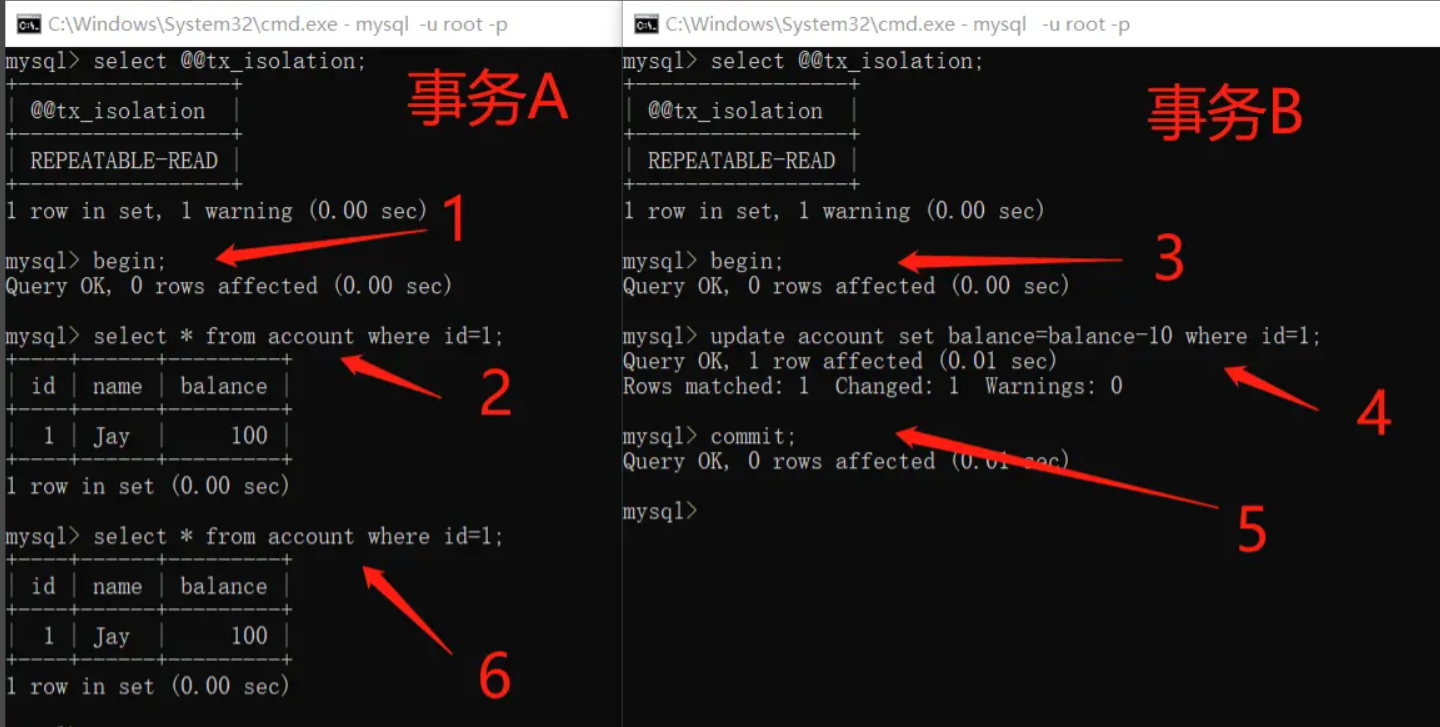 C:\Windows\System32\cmd.exe - mysql  -u root -p
mysql> select @@tx_isolation;
事务A
+-----------------+
| @@tx_isolation  |
+-----------------+
| REPEATABLE-READ |
+-----------------+
1 row in set, 1 warning (0.00 sec)
1
mysql> begin;
Query OK, 0 rows affected (0.00 sec)
mysql> select * from account where id=1;
+----+------+---------+
| id | name | balance |
+----+------+---------+
|  1 | Jay  |     100 |
+----+------+---------+
1 row in set (0.00 sec)
2
mysql> select * from account where id=1;
+----+------+---------+
| id | name | balance |
+----+------+---------+
|  1 | Jay  |     100 |
+----+------+---------+
1 row in set (0.00 sec)
6
C:\Windows\System32\cmd.exe - mysql  -u root -p
mysql> select @@tx_isolation;
事务B
+-----------------+
| @@tx_isolation  |
+-----------------+
| REPEATABLE-READ |
+-----------------+
1 row in set, 1 warning (0.00 sec)
mysql> begin;
3
Query OK, 0 rows affected (0.00 sec)
mysql> update account set balance=balance-10 where id=1;
Query OK, 1 row affected (0.01 sec)
Rows matched: 1  Changed: 1  Warnings: 0
4
mysql> commit;
Query OK, 0 rows affected (0.01 sec)
mysql>
5